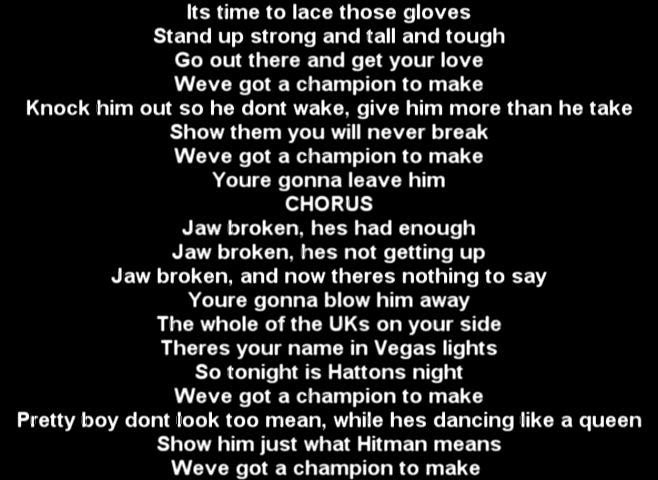 Its time to lace those gloves
Stand up strong and tall and tough
Go out there and get your love
Weve got a champion to make
Knock him out so he dont wake, give him more than he take
Show them you will never break
Weve got a champion to make
Youre gonna leave him
CHORUS
Jaw broken, hes had enough
Jaw broken, hes not getting up
Jaw broken, and now theres nothing to say
Youre gonna blow him away
The whole of the UKs on your side
Theres your name in Vegas lights
So tonight is Hattons night
Weve got a champion to make
Pretty boy dont look too mean, while hes dancing like a queen
Show him just what Hitman means
Weve got a champion to make